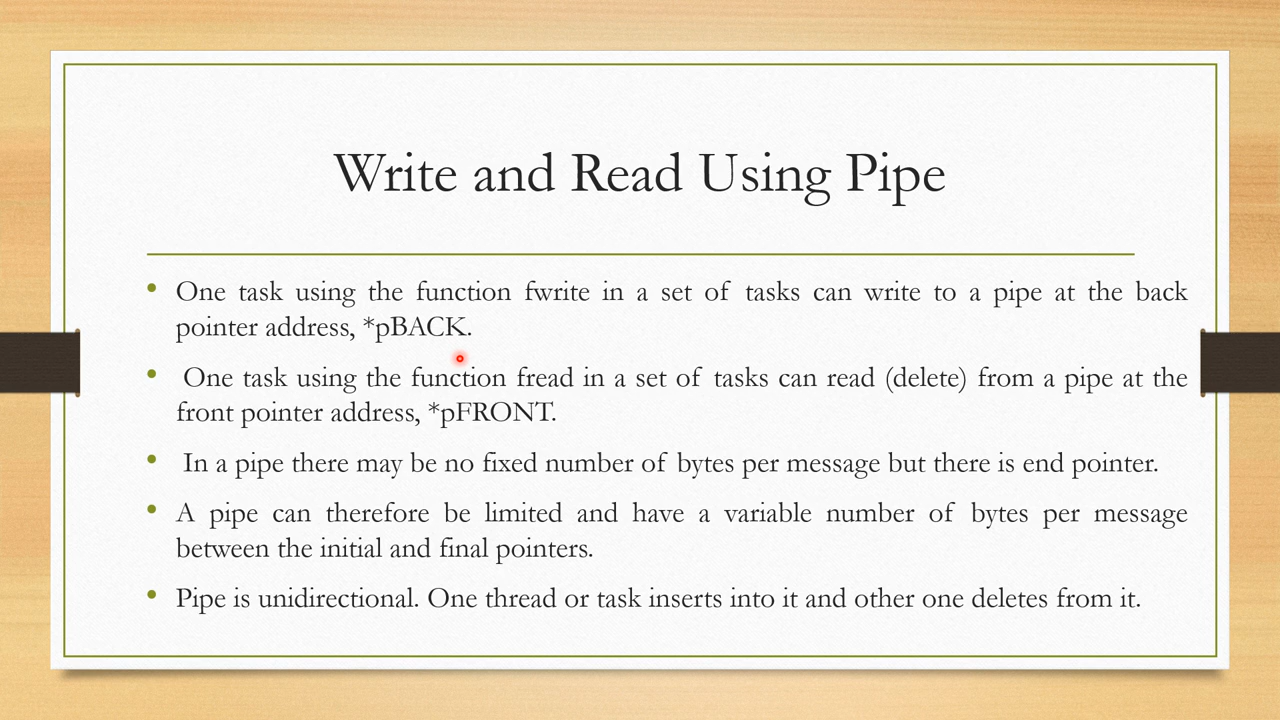 Write and Read Using Pipe
• One task using the function fwrite in a set of tasks can write to a pipe at the back
pointer address, *pBACK.
• One task using the function fread in a set of tasks can read (delete) from a pipe at the
front pointer address, *pFRONT.
• In a pipe there may be no fixed number of bytes per message but there is end pointer.
• A pipe can therefore be limited and have a variable number of bytes per message
between the initial and final pointers.
• Pipe is unidirectional. One thread or task inserts into it and other one deletes from it.